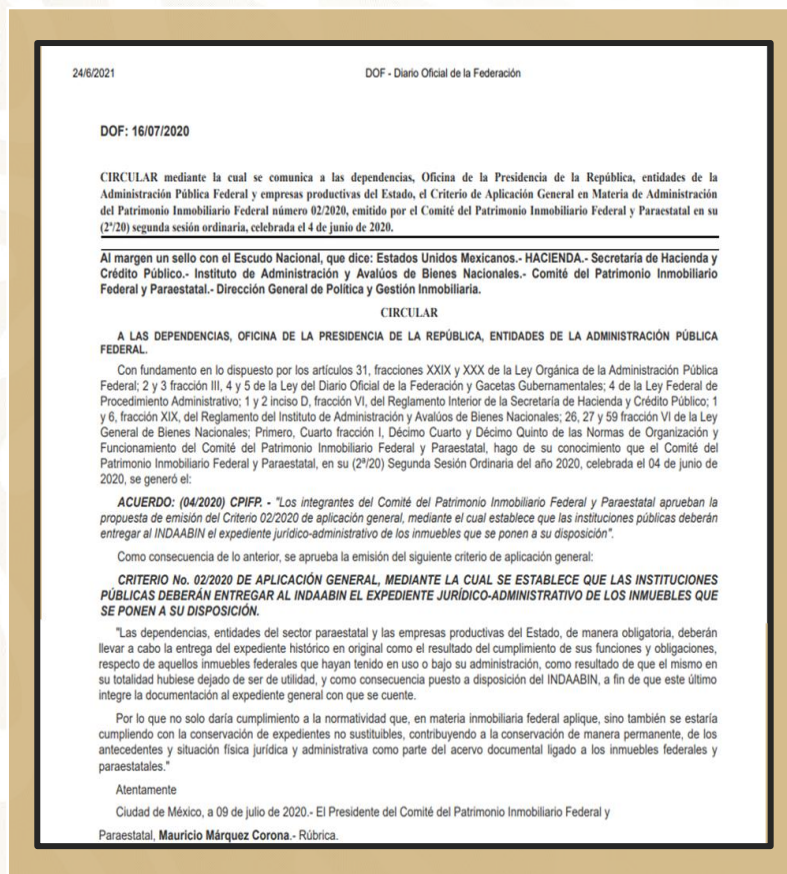 24/6/2021 DOF - Diario Oficial de la Federación
DOF: 16/07/2020
CIRCULAR mediante la cual se comunica a las dependencias, Oficina de la Presidencia de la República, entidades de la
Administración Pública Federal y empresas productivas del Estado, el Criterio de Aplicación General en Materia de Administración
del Patrimonio Inmobiliario Federal número 02/2020, emitido por el Comité del Patrimonio Inmobiliario Federal y Paraestatal en su
(2ª/20) segunda sesión ordinaria, celebrada el 4 de junio de 2020.
Al margen un sello con el Escudo Nacional, que dice: Estados Unidos Mexicanos.- HACIENDA.- Secretaría de Hacienda y
Crédito Público.- Instituto de Administración y Avalúos de Bienes Nacionales.- Comité del Patrimonio Inmobiliario
Federal y Paraestatal.- Dirección General de Política y Gestión Inmobiliaria.
CIRCULAR
A LAS DEPENDENCIAS, OFICINA DE LA PRESIDENCIA DE LA REPÚBLICA, ENTIDADES DE LA ADMINISTRACIÓN PÚBLICA
FEDERAL.
Con fundamento en lo dispuesto por los artículos 31, fracciones XXIX y XXX de la Ley Orgánica de la Administración Pública
Federal; 2 y 3 fracción III, 4 y 5 de la Ley del Diario Oficial de la Federación y Gacetas Gubernamentales; 4 de la Ley Federal de
Procedimiento Administrativo; 1 y 2 inciso D, fracción VI, del Reglamento Interior de la Secretaría de Hacienda y Crédito Público; 1
y 6, fracción XIX, del Reglamento del Instituto de Administración y Avalúos de Bienes Nacionales; 26, 27 y 59 fracción VI de la Ley
General de Bienes Nacionales; Primero, Cuarto fracción I, Décimo Cuarto y Décimo Quinto de las Normas de Organización y
Funcionamiento del Comité del Patrimonio Inmobiliario Federal y Paraestatal, hago de su conocimiento que el Comité del
Patrimonio Inmobiliario Federal y Paraestatal, en su (2ª/20) Segunda Sesión Ordinaria del año 2020, celebrada el 04 de junio de
2020, se generó el:
ACUERDO: (04/2020) CPIFP. - "Los integrantes del Comité del Patrimonio Inmobiliario Federal y Paraestatal aprueban la
propuesta de emisión del Criterio 02/2020 de aplicación general, mediante el cual establece que las instituciones públicas deberán
entregar al INDAABIN el expediente jurídico-administrativo de los inmuebles que se ponen a su disposición".
Como consecuencia de lo anterior, se aprueba la emisión del siguiente criterio de aplicación general:
CRITERIO No. 02/2020 DE APLICACIÓN GENERAL, MEDIANTE LA CUAL SE ESTABLECE QUE LAS INSTITUCIONES
PÚBLICAS DEBERÁN ENTREGAR AL INDAABIN EL EXPEDIENTE JURÍDICO-ADMINISTRATIVO DE LOS INMUEBLES QUE
SE PONEN A SU DISPOSICIÓN.
"Las dependencias, entidades del sector paraestatal y las empresas productivas del Estado, de manera obligatoria, deberán
llevar a cabo la entrega del expediente histórico en original como el resultado del cumplimiento de sus funciones y obligaciones,
respecto de aquellos inmuebles federales que hayan tenido en uso o bajo su administración, como resultado de que el mismo en
su totalidad hubiese dejado de ser de utilidad, y como consecuencia puesto a disposición del INDAABIN, a fin de que este último
integre la documentación al expediente general con que se cuente.
Por lo que no solo daría cumplimiento a la normatividad que, en materia inmobiliaria federal aplique, sino también se estaría
cumpliendo con la conservación de expedientes no sustituibles, contribuyendo a la conservación de manera permanente, de los
antecedentes y situación física jurídica y administrativa como parte del acervo documental ligado a los inmuebles federales y
paraestatales."
Atentamente
Ciudad de México, a 09 de julio de 2020.- El Presidente del Comité del Patrimonio Inmobiliario Federal y
Paraestatal, Mauricio Márquez Corona.- Rúbrica.